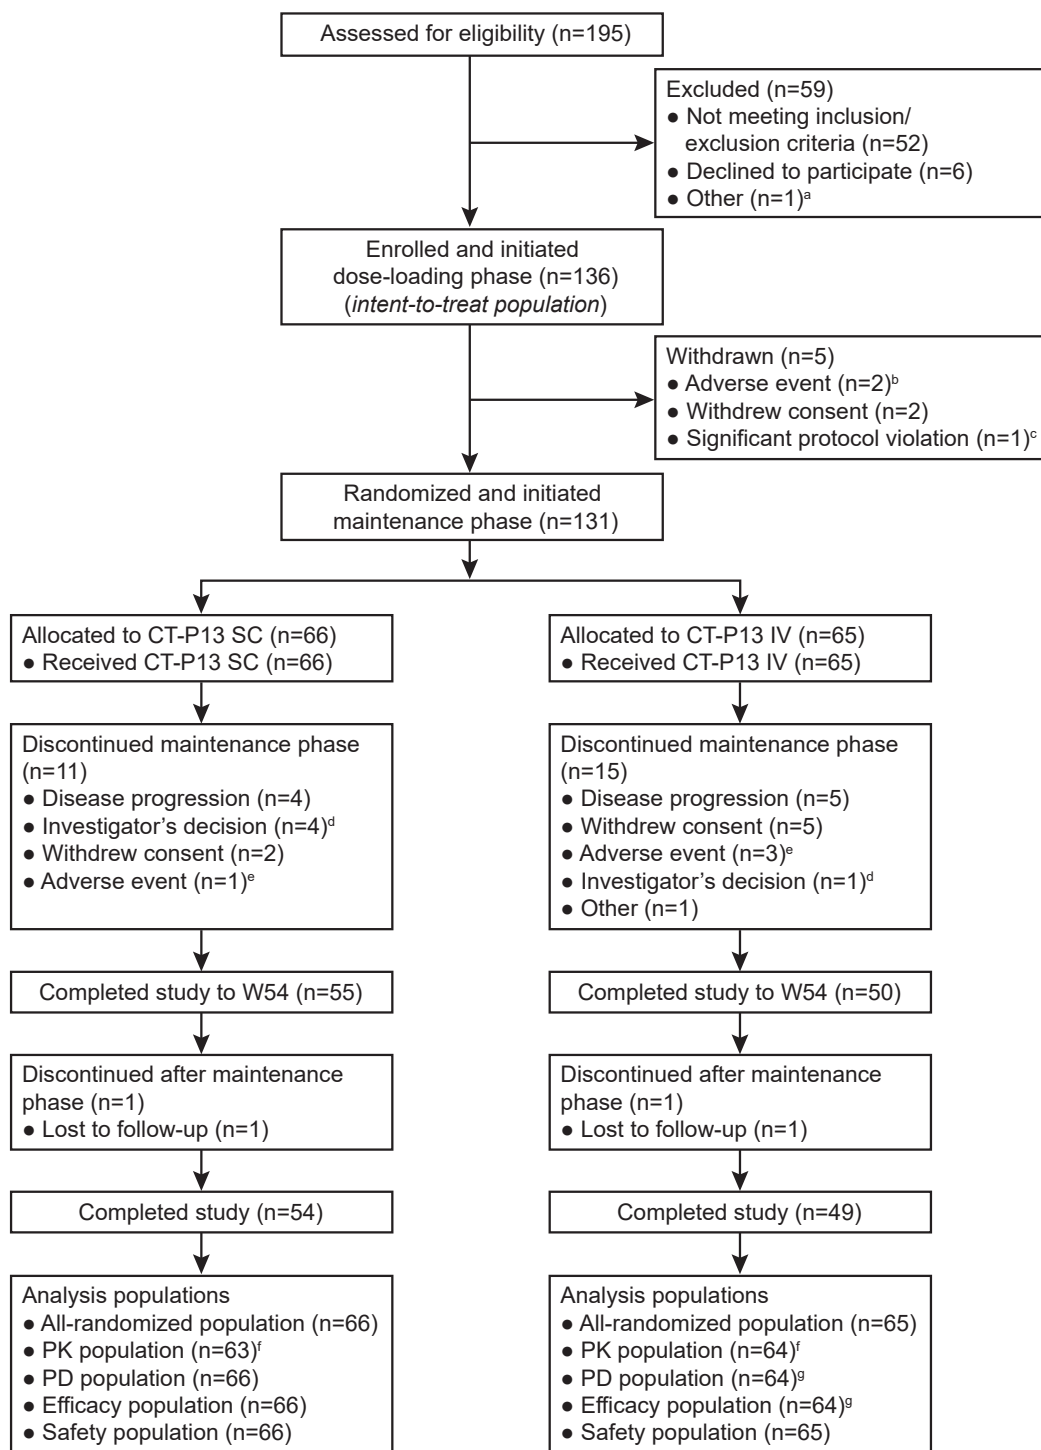 Assessed for eligibility (n=195)
Excluded (n=59)
● Not meeting inclusion/
exclusion criteria (n=52)
● Declined to participate (n=6)
● Other (n=1)ᵃ
Enrolled and initiated
dose-loading phase (n=136)
(intent-to-treat population)
Withdrawn (n=5)
● Adverse event (n=2)ᵇ
● Withdrew consent (n=2)
● Significant protocol violation (n=1)ᶜ
Randomized and initiated
maintenance phase (n=131)
Allocated to CT-P13 SC (n=66)
● Received CT-P13 SC (n=66)
Allocated to CT-P13 IV (n=65)
● Received CT-P13 IV (n=65)
Discontinued maintenance phase
(n=11)
● Disease progression (n=4)
● Investigator’s decision (n=4)ᵈ
● Withdrew consent (n=2)
● Adverse event (n=1)ᵉ
Discontinued maintenance phase
(n=15)
● Disease progression (n=5)
● Withdrew consent (n=5)
● Adverse event (n=3)ᵉ
● Investigator’s decision (n=1)ᵈ
● Other (n=1)
Completed study to W54 (n=55)
Completed study to W54 (n=50)
Discontinued after maintenance
phase (n=1)
● Lost to follow-up (n=1)
Discontinued after maintenance
phase (n=1)
● Lost to follow-up (n=1)
Completed study (n=54)
Completed study (n=49)
Analysis populations
● All-randomized population (n=66)
● PK population (n=63)ᶠ
● PD population (n=66)
● Efficacy population (n=66)
● Safety population (n=66)
Analysis populations
● All-randomized population (n=65)
● PK population (n=64)ᶠ
● PD population (n=64)ᵍ
● Efficacy population (n=64)ᵍ
● Safety population (n=65)